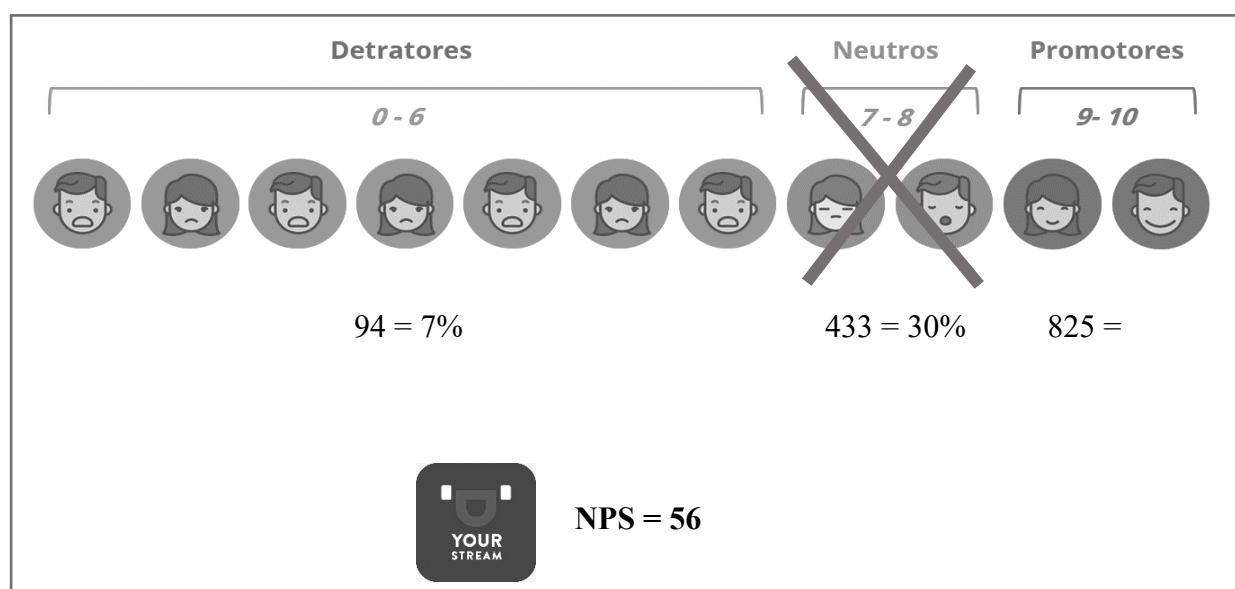 Detratores Neutros Promotores
0 - 6 7 - 8 9- 10
94 = 7% 433 = 30% 825 =
NPS = 56
YOUR
STREAM